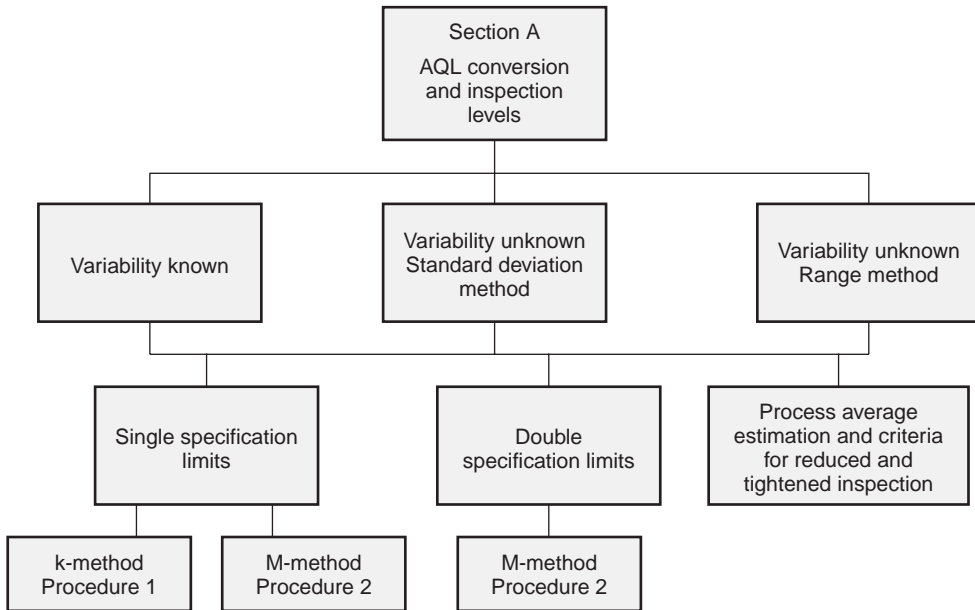 Section A
AQL conversion
and inspection
levels
Variability known
Variability unknown
Standard deviation
method
Variability unknown
Range method
Single specification
limits
Double
specification limits
Process average
estimation and criteria
for reduced and
tightened inspection
k-method
Procedure 1
M-method
Procedure 2
M-method
Procedure 2